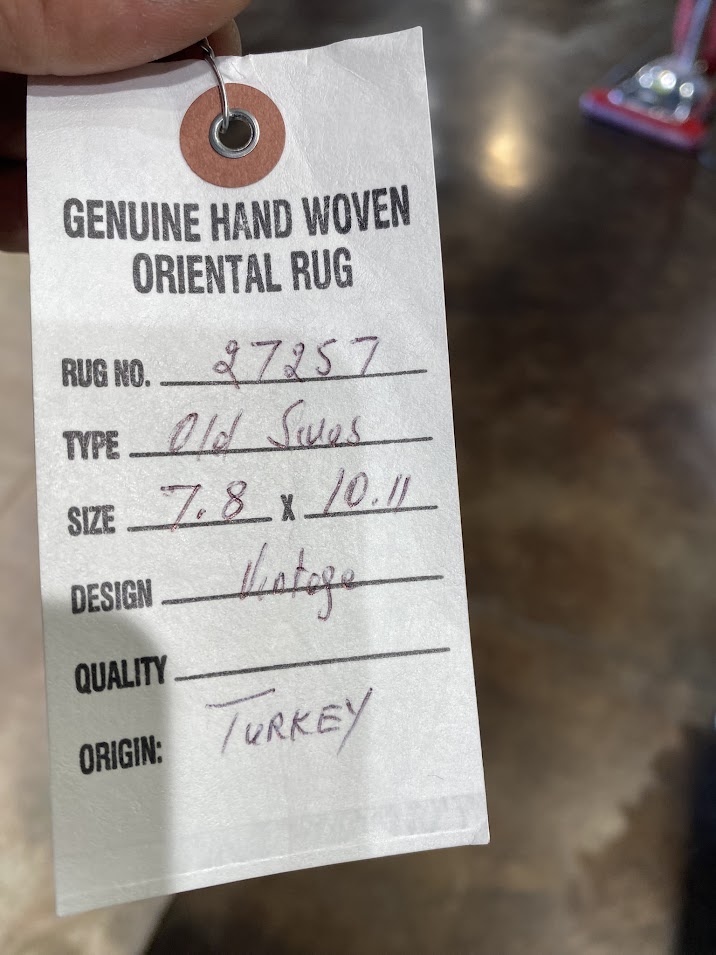 GENUINE HAND WOVEN
ORIENTAL RUG
RUG NO. 27257
TYPE Old Sivas
SIZE 7.8 x 10.11
DESIGN Vintage
QUALITY
ORIGIN: TURKEY